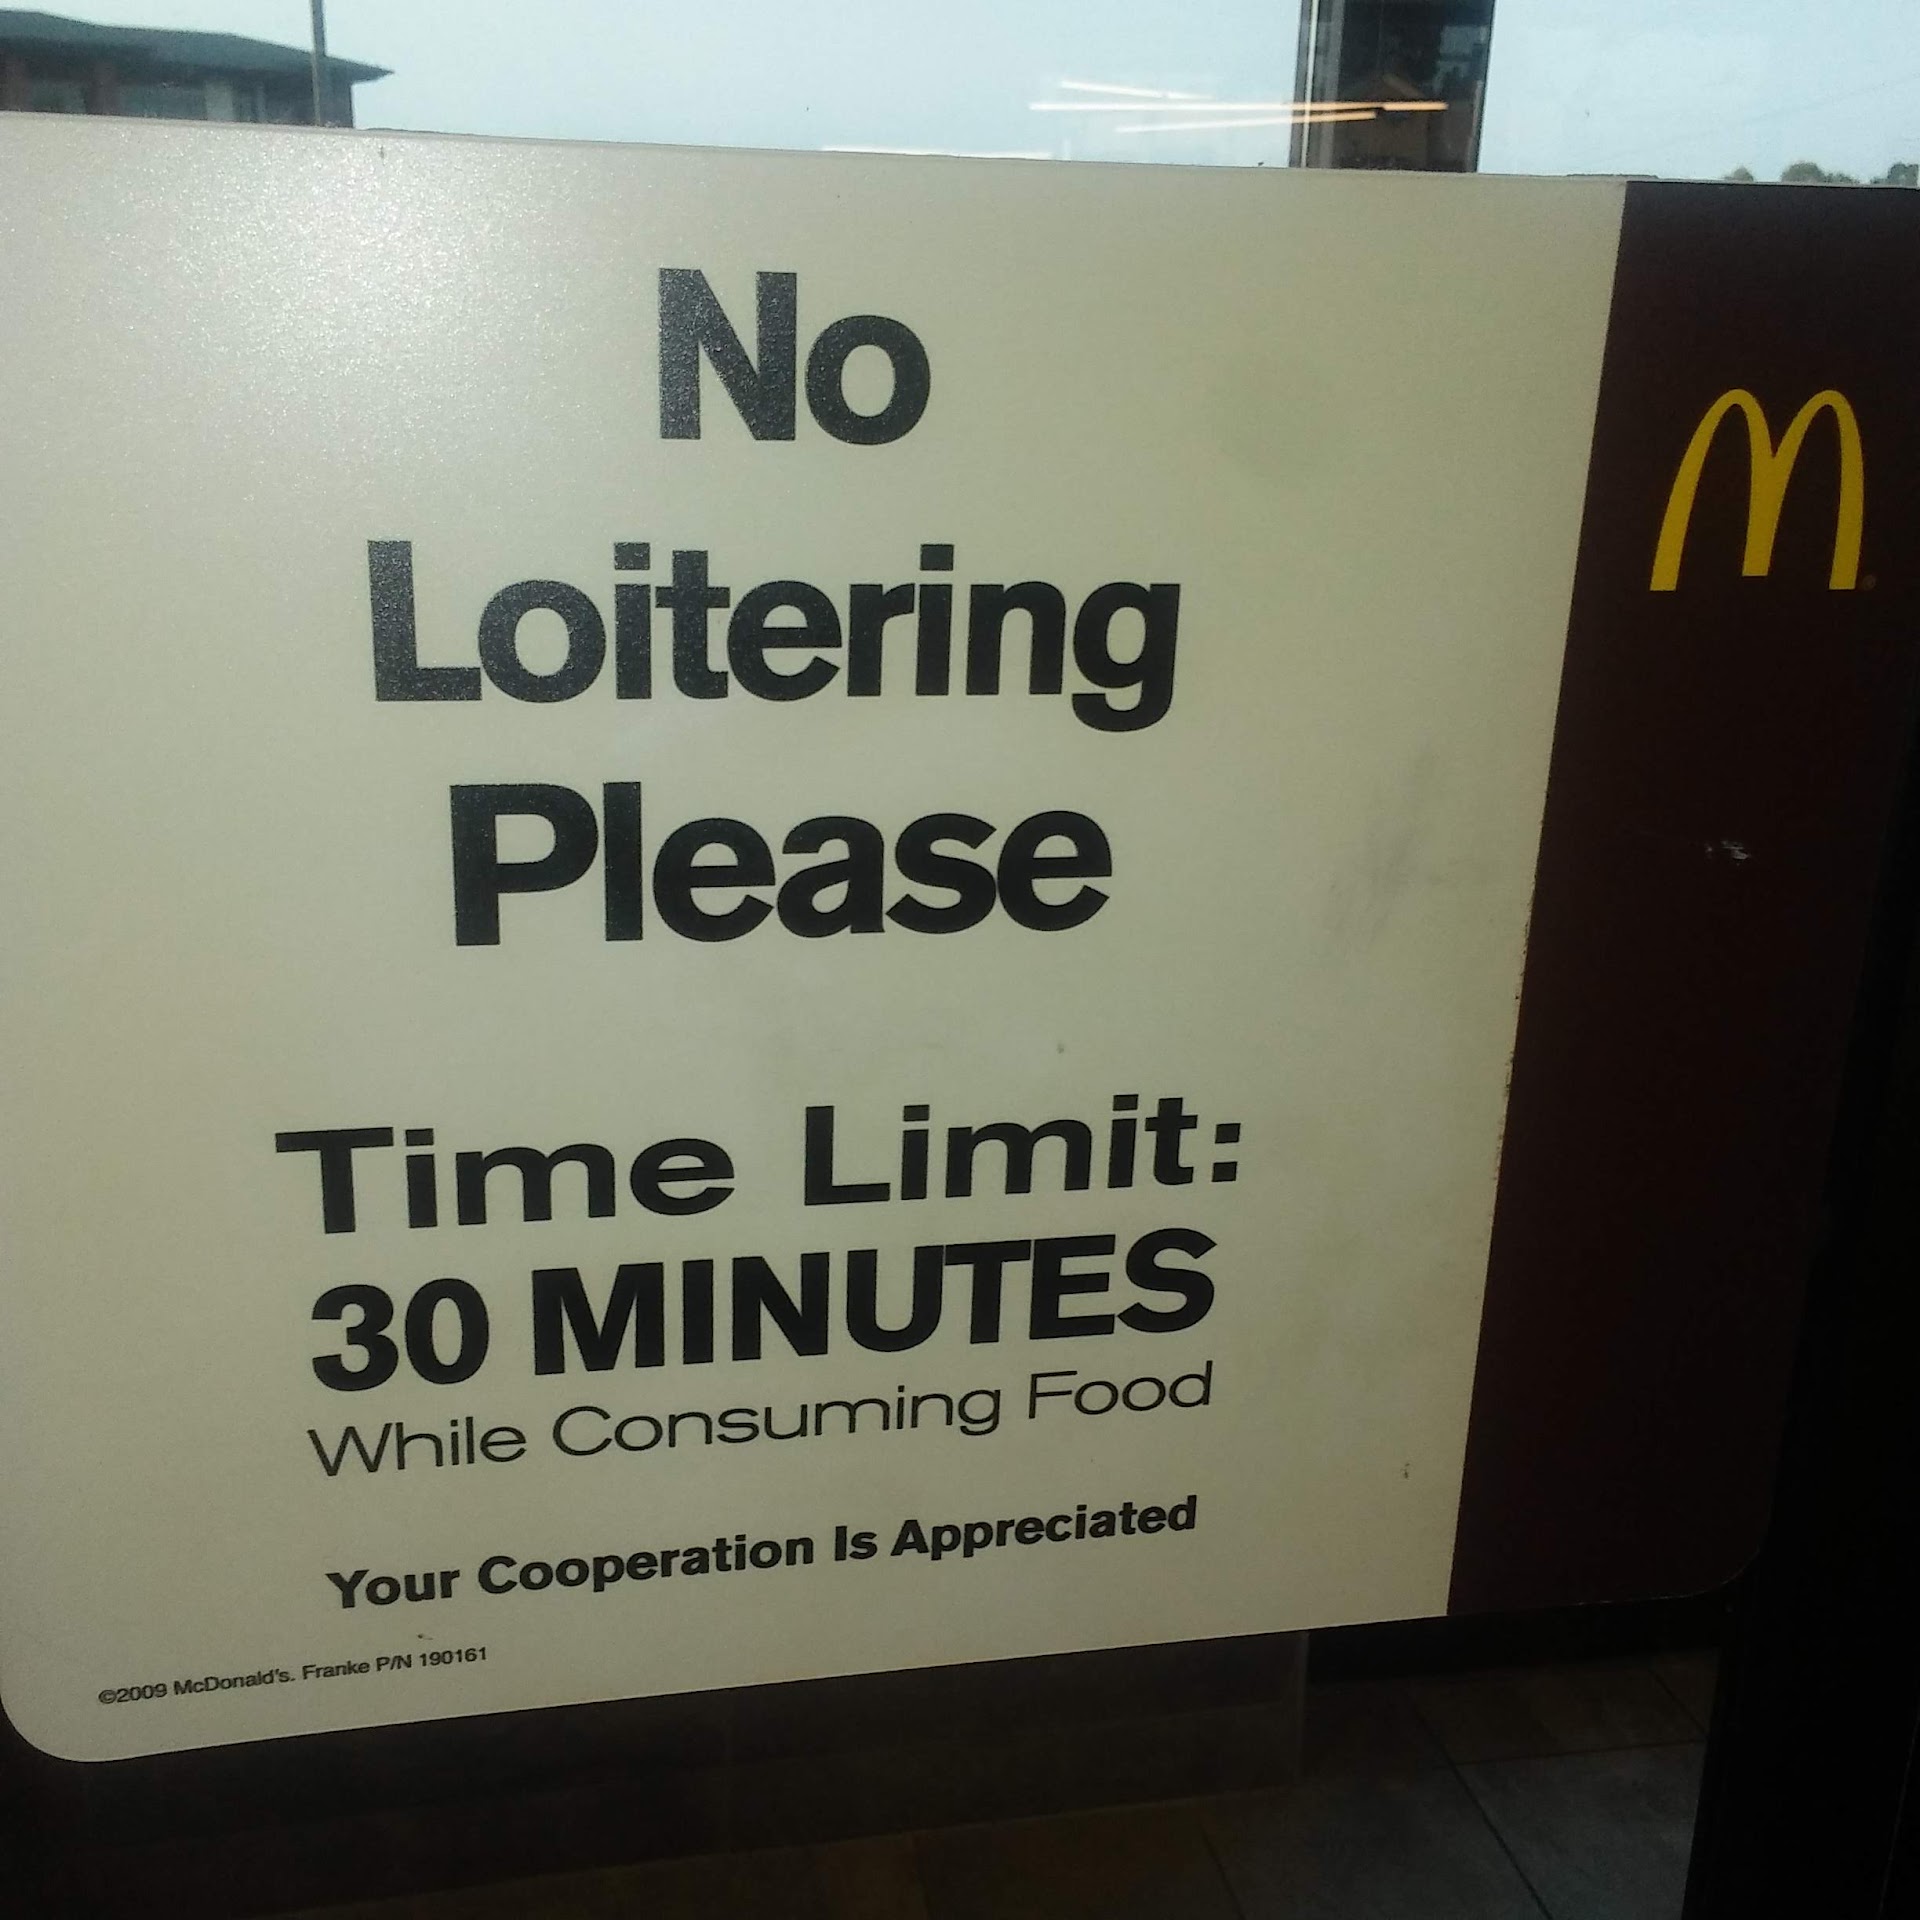 No
Loitering
Please
Time Limit:
30 MINUTES
While Consuming Food
Your Cooperation Is Appreciated
©2009 McDonald's. Franke P/N 190161
M